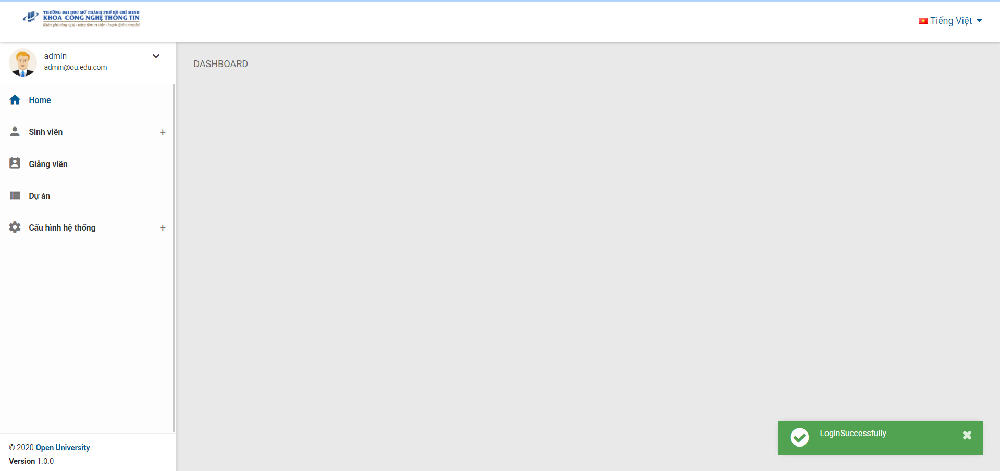 TRƯỜNG ĐẠI HỌC MỞ THÀNH PHỐ HỒ CHÍ MINH
KHOA CÔNG NGHỆ THÔNG TIN
Khám phá công nghệ - nâng tầm tri thức - hoạch định tương lai
Tiếng Việt
admin
admin@ou.edu.com
DASHBOARD
Home
Sinh viên +
Giảng viên
Dự án
Cấu hình hệ thống +
LoginSuccessfully
© 2020 Open University.
Version 1.0.0